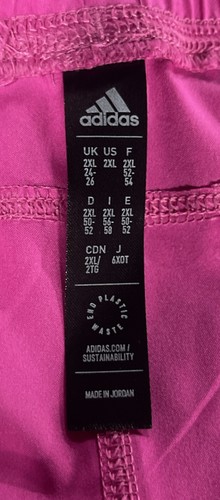 adidas
UK US F
2XL 2XL 2XL
24- 52-
26 54
D I E
2XL 2XL 2XL
50- 56- 50-
52 58 52
CDN J
2XL/ 6XOT
2TG
END PLASTIC WASTE
ADIDAS.COM/
SUSTAINABILITY
MADE IN JORDAN